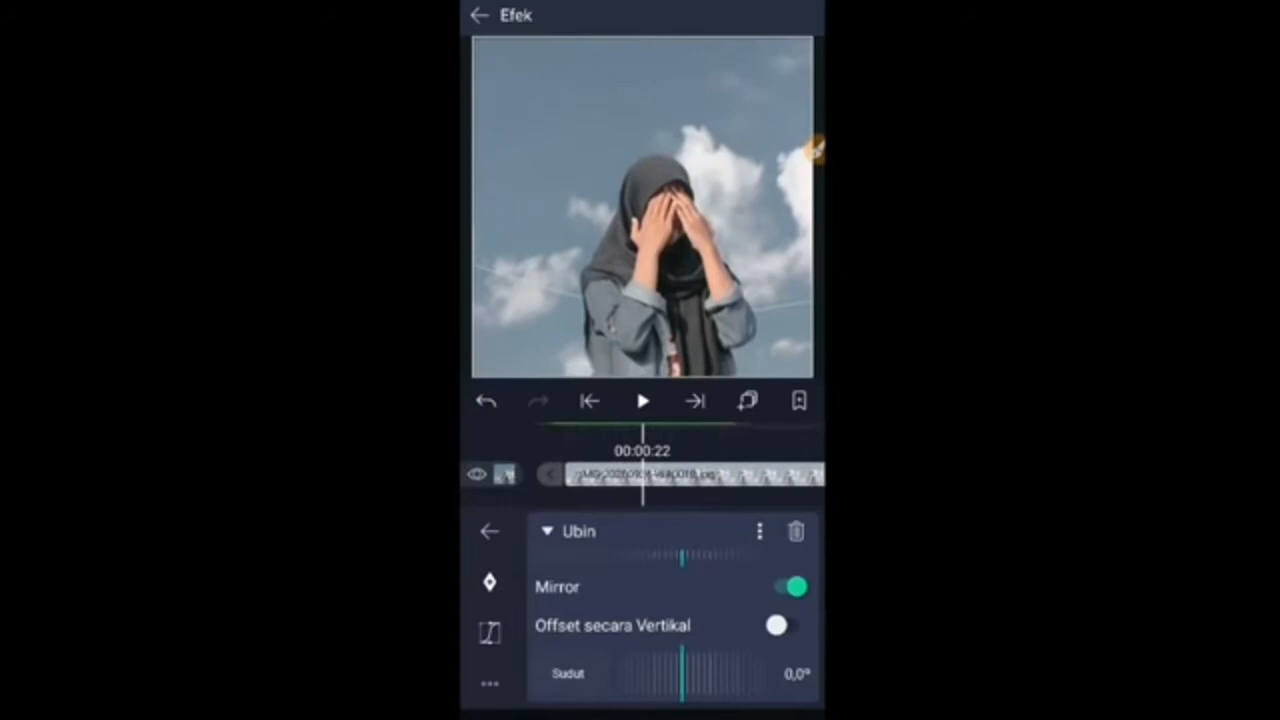 Efek
00:00:22
Ubin
Mirror
Offset secara Vertikal
Sudut
0,0°